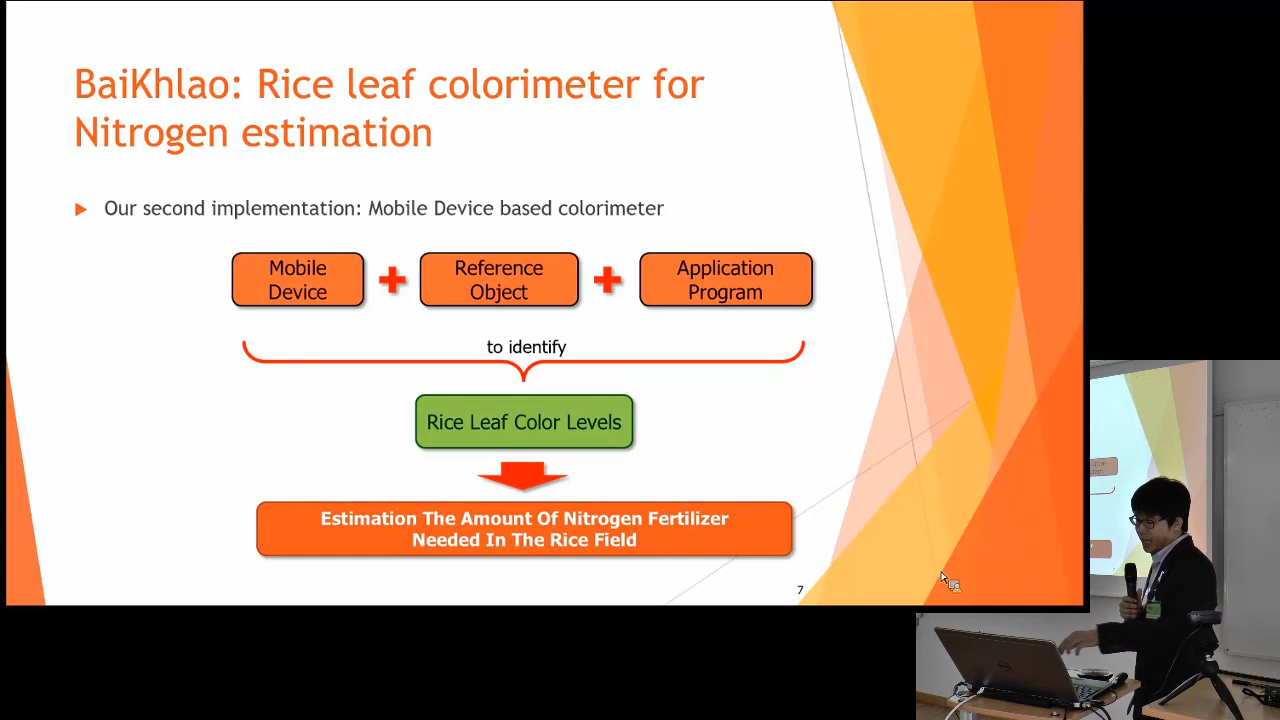 BaiKhlao: Rice leaf colorimeter for
Nitrogen estimation
Our second implementation: Mobile Device based colorimeter
Mobile
Device
Reference
Object
Application
Program
to identify
Rice Leaf Color Levels
Estimation The Amount Of Nitrogen Fertilizer
Needed In The Rice Field
7